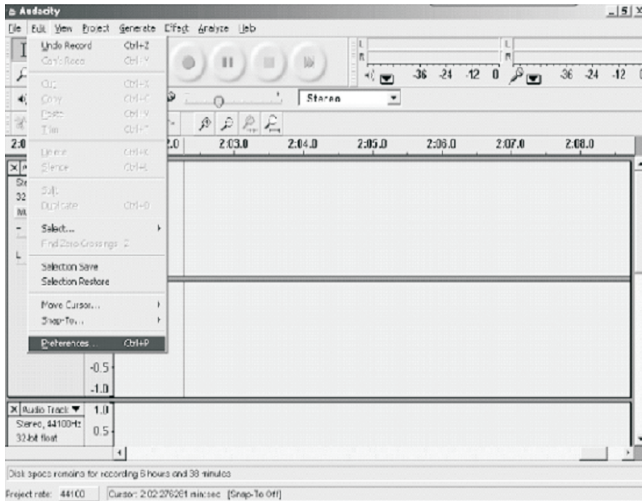 Audacity
File Edit View Project Generate Effect Analyze Help
Undo Record Ctrl+Z
Ctrl+Y
Cut Ctrl+X
Copy Ctrl+C
Paste Ctrl+V
Trim Ctrl+T
Delete Ctrl+K
Silence Ctrl+L
Split
Duplicate Ctrl+D
Select...
Find Zero Crossings Z
Selection Save
Selection Restore
Move Cursor...
Snap-To...
Preferences... Ctrl+P
L
R
-36 -24 -12 0
L
R
-36 -24 -12
Stereo
2:0 2.0 2:03.0 2:04.0 2:05.0 2:06.0 2:07.0 2:08.0
-0.5
-1.0
Audio Track 1.0
Stereo, 44100Hz
32-bit float
0.5
Disk space remains for recording 6 hours and 38 minutes
Project rate: 44100 Cursor: 2:02.276281 min:sec [Snap-To Off]